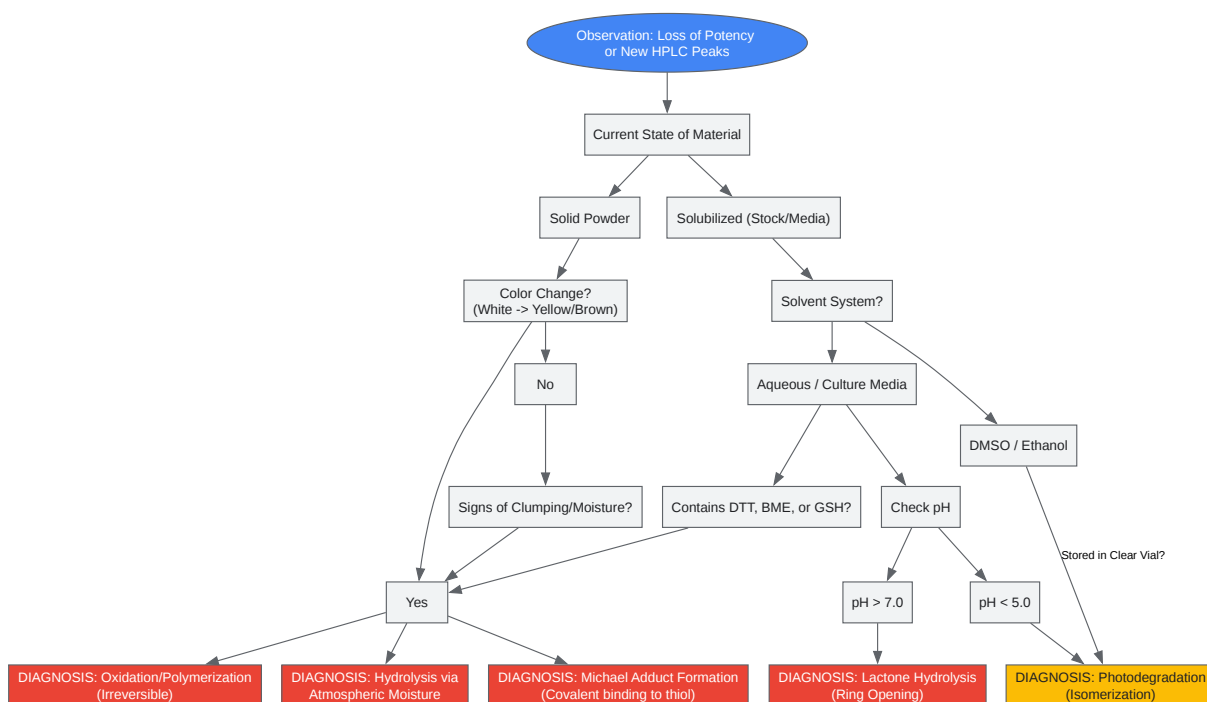 Observation: Loss of Potency
or New HPLC Peaks
Current State of Material
Solid Powder
Solubilized (Stock/Media)
Color Change?
(White -> Yellow/Brown)
Solvent System?
No
Aqueous / Culture Media
DMSO / Ethanol
Signs of Clumping/Moisture?
Contains DTT, BME, or GSH?
Check pH
Stored in Clear Vial?
Yes
pH > 7.0
pH < 5.0
DIAGNOSIS: Oxidation/Polymerization
(Irreversible)
DIAGNOSIS: Hydrolysis via
Atmospheric Moisture
DIAGNOSIS: Michael Adduct Formation
(Covalent binding to thiol)
DIAGNOSIS: Lactone Hydrolysis
(Ring Opening)
DIAGNOSIS: Photodegradation
(Isomerization)